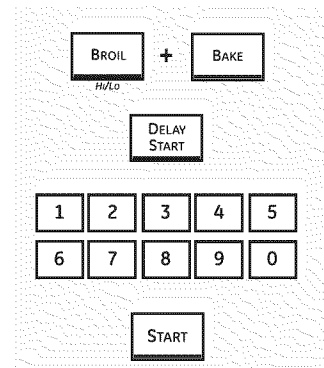 BROIL + BAKE
HI/LO
DELAY
START
1 2 3 4 5
6 7 8 9 0
START